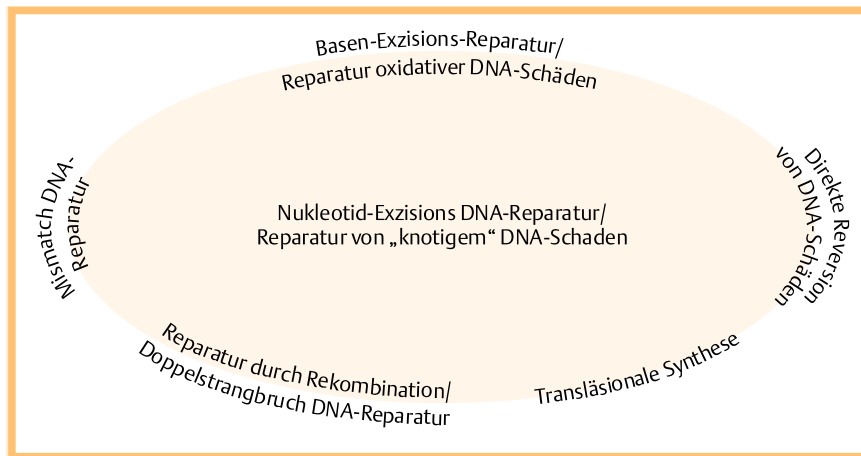 Basen-Exzisions-Reparatur/
Reparatur oxidativer DNA-Schäden
Mismatch DNA-
Reparatur
Nukleotid-Exzisions DNA-Reparatur/
Reparatur von „knotigem“ DNA-Schaden
Direkte Reversion
von DNA-Schäden
Reparatur durch Rekombination/
Doppelstrangbruch DNA-Reparatur
Transläsionale Synthese